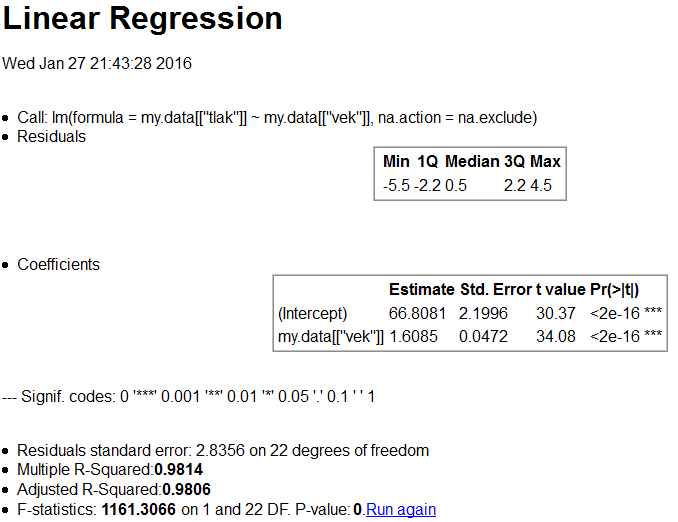 Linear Regression
Wed Jan 27 21:43:28 2016
• Call: lm(formula = my.data[["tlak"]] ~ my.data[["vek"]], na.action = na.exclude)
• Residuals
Min 1Q Median 3Q Max
-5.5 -2.2 0.5 2.2 4.5
• Coefficients
Estimate Std. Error t value Pr(>|t|)
(Intercept) 66.8081 2.1996 30.37 <2e-16 ***
my.data[["vek"]] 1.6085 0.0472 34.08 <2e-16 ***
--- Signif. codes: 0 '***' 0.001 '**' 0.01 '*' 0.05 '.' 0.1 ' ' 1
• Residuals standard error: 2.8356 on 22 degrees of freedom
• Multiple R-Squared:0.9814
• Adjusted R-Squared:0.9806
• F-statistics: 1161.3066 on 1 and 22 DF. P-value: 0.Run again